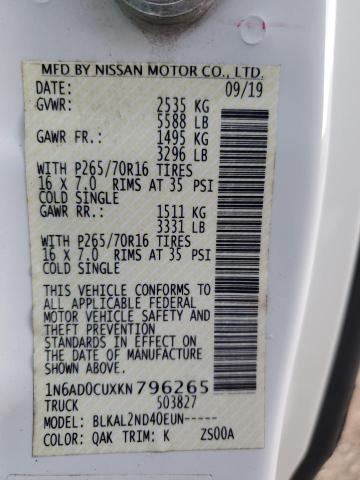 MFD BY NISSAN MOTOR CO., LTD.
DATE: 09/19
GVWR: 2535 KG
5588 LB
GAWR FR.: 1495 KG
3296 LB
WITH P265/70R16 TIRES
16 X 7.0 RIMS AT 35 PSI
COLD SINGLE
GAWR RR.: 1511 KG
3331 LB
WITH P265/70R16 TIRES
16 X 7.0 RIMS AT 35 PSI
COLD SINGLE
THIS VEHICLE CONFORMS TO
ALL APPLICABLE FEDERAL
MOTOR VEHICLE SAFETY AND
THEFT PREVENTION
STANDARDS IN EFFECT ON THE
DATE OF MANUFACTURE SHOWN
ABOVE.
1N6AD0CUXKN796265
TRUCK 503827
MODEL: BLKAL2ND40EUN-----
COLOR: QAK TRIM: K ZS00A